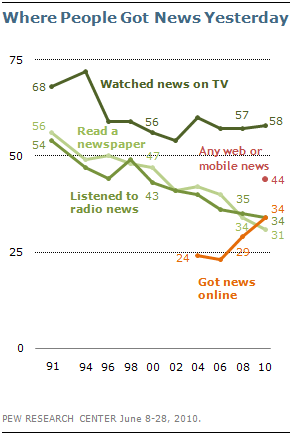 Where People Got News Yesterday
75
68
Watched news on TV
56
57
58
56
Read a
newspaper
54
47
Any web or
mobile news
50
44
Listened to
radio news
43
35
34
34
34
31
25
24
29
Got news
online
0
91 94 96 98 00 02 04 06 08 10
PEW RESEARCH CENTER June 8-28, 2010.